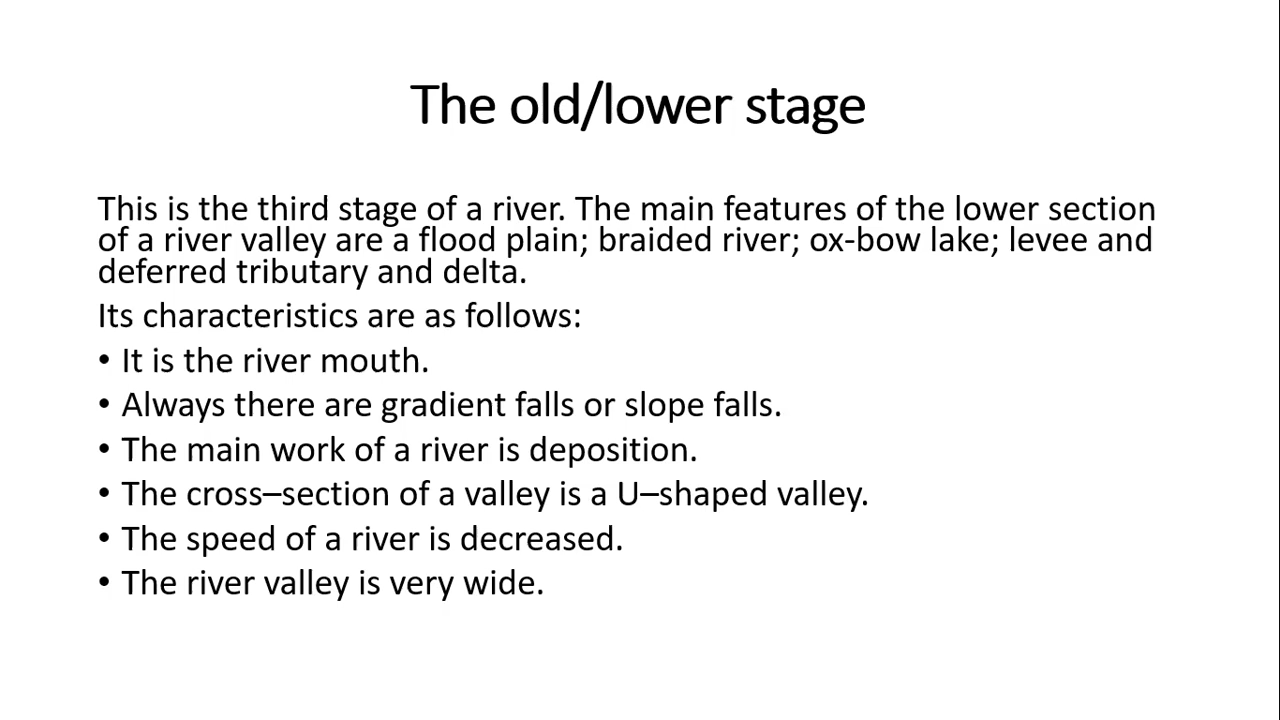 The old/lower stage
This is the third stage of a river. The main features of the lower section
of a river valley are a flood plain; braided river; ox-bow lake; levee and
deferred tributary and delta.
Its characteristics are as follows:
• It is the river mouth.
• Always there are gradient falls or slope falls.
• The main work of a river is deposition.
• The cross–section of a valley is a U–shaped valley.
• The speed of a river is decreased.
• The river valley is very wide.